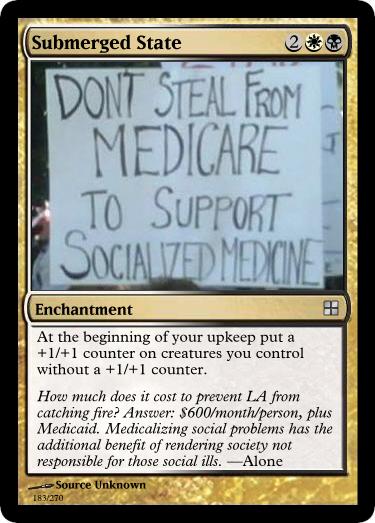 Submerged State 2
DONT STEAL FROM
MEDICARE
TO SUPPORT
SOCIALIZED MEDICINE
Enchantment
At the beginning of your upkeep put a
+1/+1 counter on creatures you control
without a +1/+1 counter.
How much does it cost to prevent LA from
catching fire? Answer: $600/month/person, plus
Medicaid. Medicalizing social problems has the
additional benefit of rendering society not
responsible for those social ills. —Alone
Source Unknown
183/270